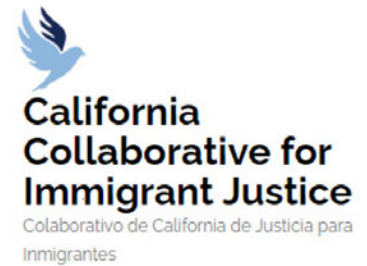 California
Collaborative for
Immigrant Justice
Colaborativo de California de Justicia para
Inmigrantes